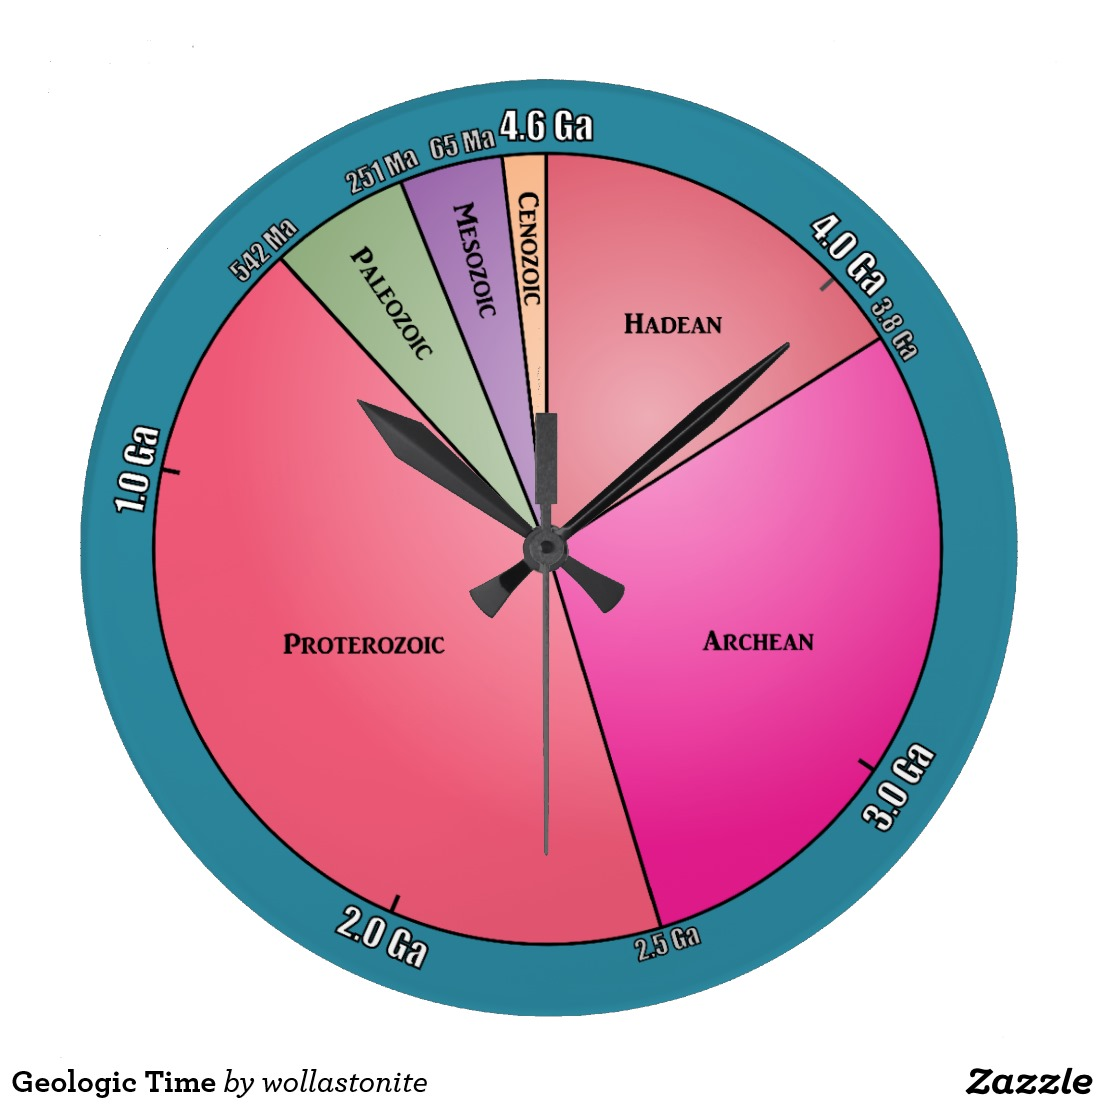 4.6 Ga
4.0 Ga
3.8 Ga
3.0 Ga
2.5 Ga
2.0 Ga
1.0 Ga
542 Ma
251 Ma
65 Ma
HADEAN
ARCHEAN
PROTEROZOIC
PALEOZOIC
MESOZOIC
CENOZOIC
Geologic Time by wollastonite
Zazzle